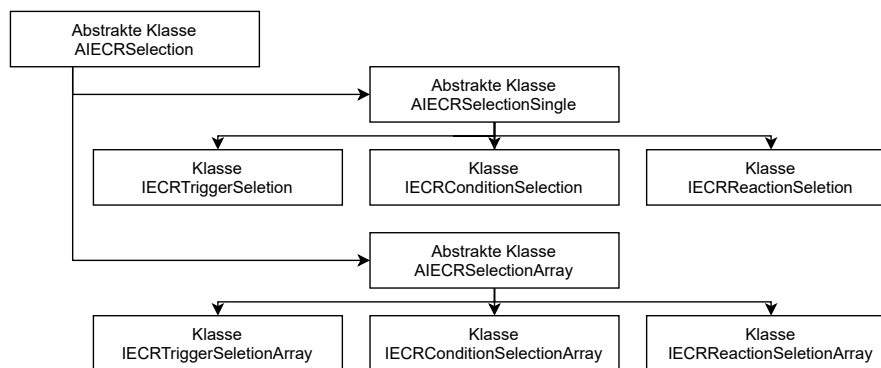 Abstrakte Klasse
AIECRSelection
Abstrakte Klasse
AIECRSelectionSingle
Klasse
IECRTriggerSeletion
Klasse
IECRConditionSelection
Klasse
IECRReactionSeletion
Abstrakte Klasse
AIECRSelectionArray
Klasse
IECRTriggerSeletionArray
Klasse
IECRConditionSelectionArray
Klasse
IECRReactionSeletionArray